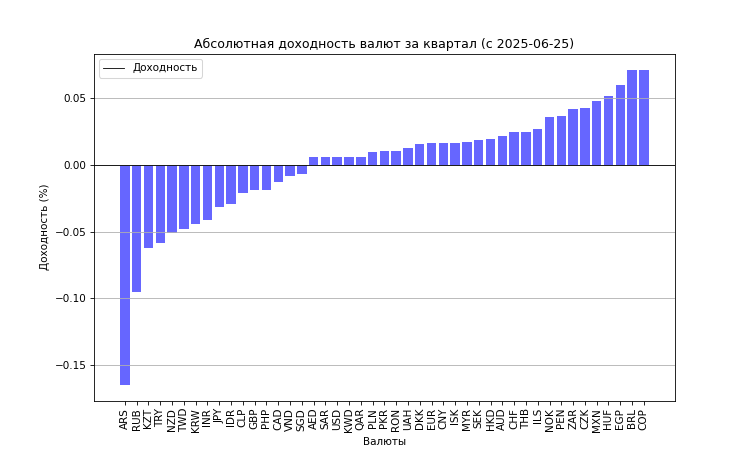 Абсолютная доходность валют за квартал (с 2025-06-25)
Доходность
0.05
0.00
−0.05
−0.10
−0.15
Доходность (%)
ARS RUB KZT TRY NZD TWD KRW INR JPY IDR CLP GBP PHP CAD VND SGD AED SAR USD KWD QAR PLN PKR RON UAH DKK EUR CNY ISK MYR SEK HKD AUD CHF THB ILS NOK PEN ZAR CZK MXN HUF EGP BRL COP
Валюты